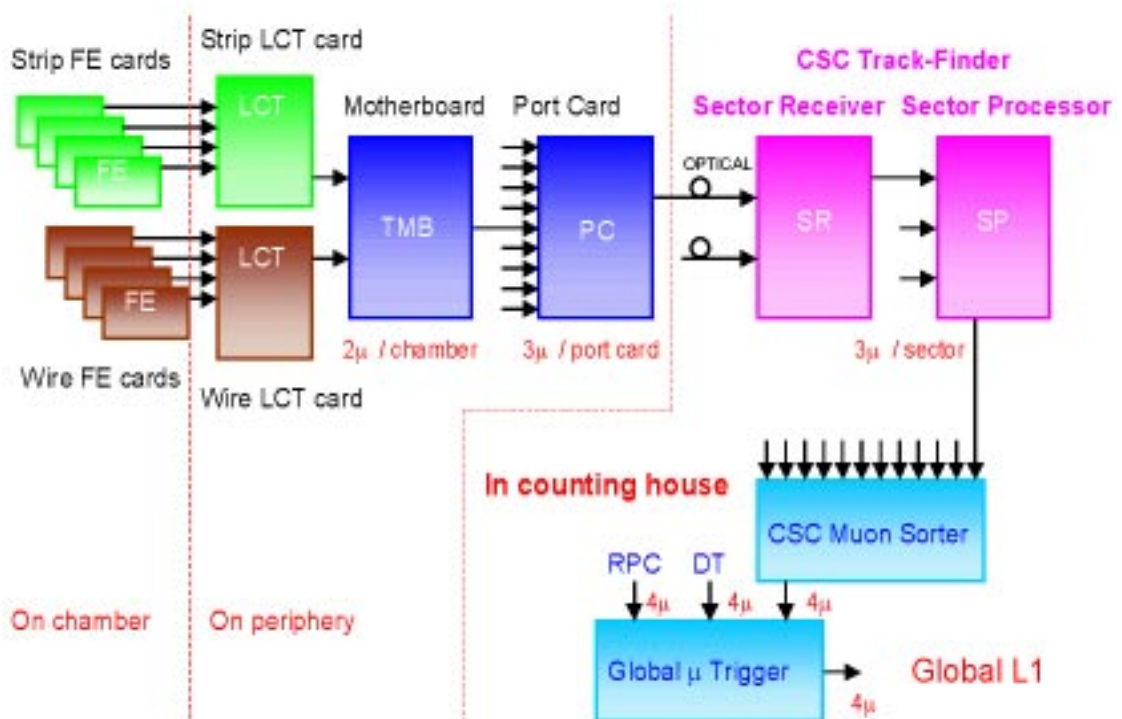 Strip FE cards
Strip LCT card
CSC Track-Finder
Motherboard
Port Card
Sector Receiver
Sector Processor
LCT
FE
OPTICAL
TMB
PC
SR
SP
LCT
FE
2μ / chamber
3μ / port card
3μ / sector
Wire FE cards
Wire LCT card
In counting house
CSC Muon Sorter
RPC
DT
4μ
4μ
4μ
On chamber
On periphery
Global μ Trigger
Global L1
4μ